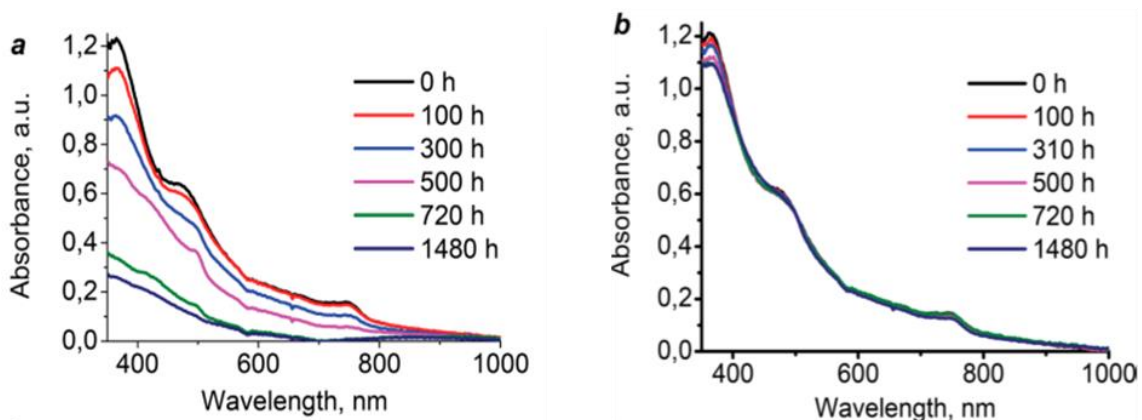 a
Absorbance, a.u.
1,2
1,0
0,8
0,6
0,4
0,2
0,0
400
600
800
1000
Wavelength, nm
0 h
100 h
300 h
500 h
720 h
1480 h
b
Absorbance, a.u.
1,2
1,0
0,8
0,6
0,4
0,2
0,0
400
600
800
1000
Wavelength, nm
0 h
100 h
310 h
500 h
720 h
1480 h